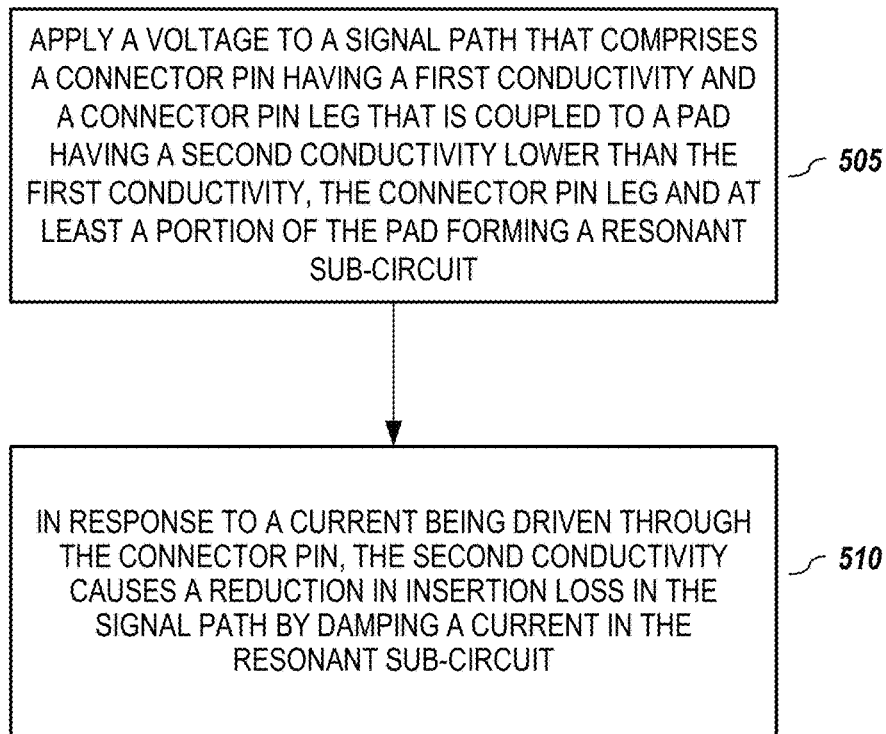 APPLY A VOLTAGE TO A SIGNAL PATH THAT COMPRISES
A CONNECTOR PIN HAVING A FIRST CONDUCTIVITY AND
A CONNECTOR PIN LEG THAT IS COUPLED TO A PAD
HAVING A SECOND CONDUCTIVITY LOWER THAN THE
FIRST CONDUCTIVITY, THE CONNECTOR PIN LEG AND AT
LEAST A PORTION OF THE PAD FORMING A RESONANT
SUB-CIRCUIT
505
IN RESPONSE TO A CURRENT BEING DRIVEN THROUGH
THE CONNECTOR PIN, THE SECOND CONDUCTIVITY
CAUSES A REDUCTION IN INSERTION LOSS IN THE
SIGNAL PATH BY DAMPING A CURRENT IN THE
RESONANT SUB-CIRCUIT
510